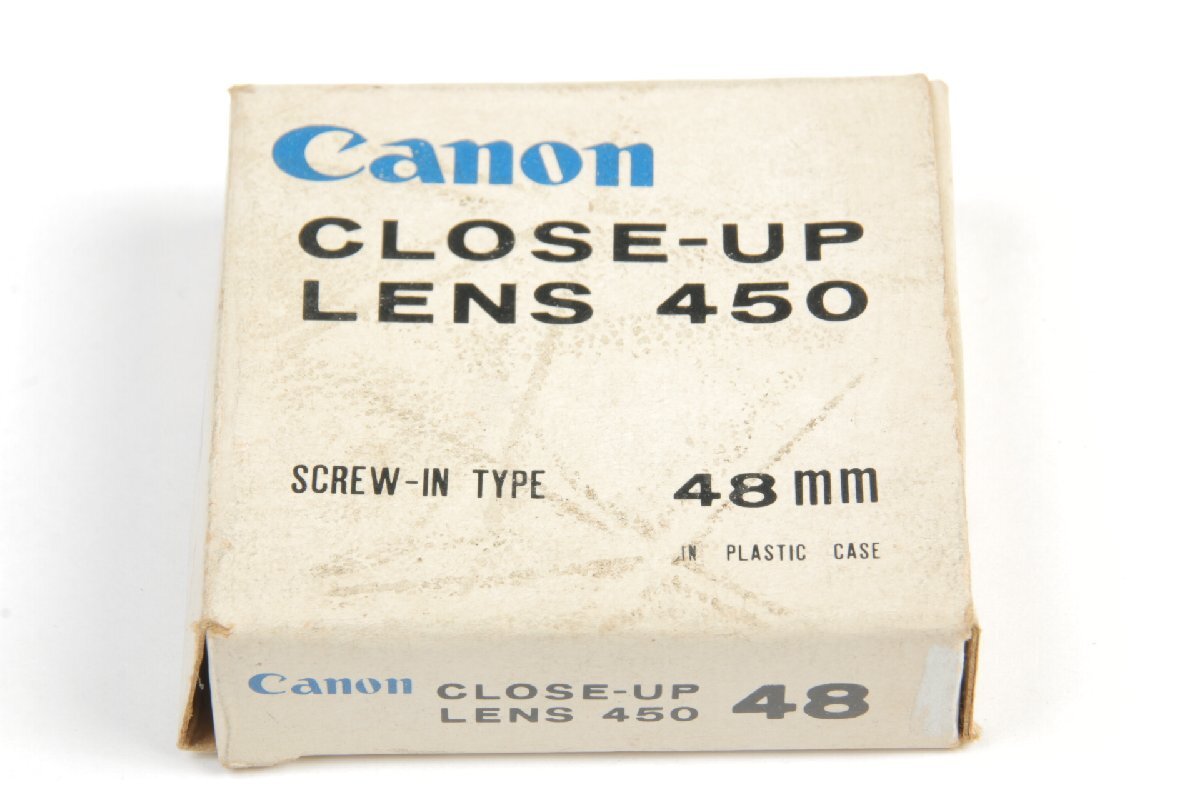 Canon
CLOSE-UP
LENS 450
SCREW-IN TYPE 48mm
IN PLASTIC CASE
Canon CLOSE-UP
LENS 450 48